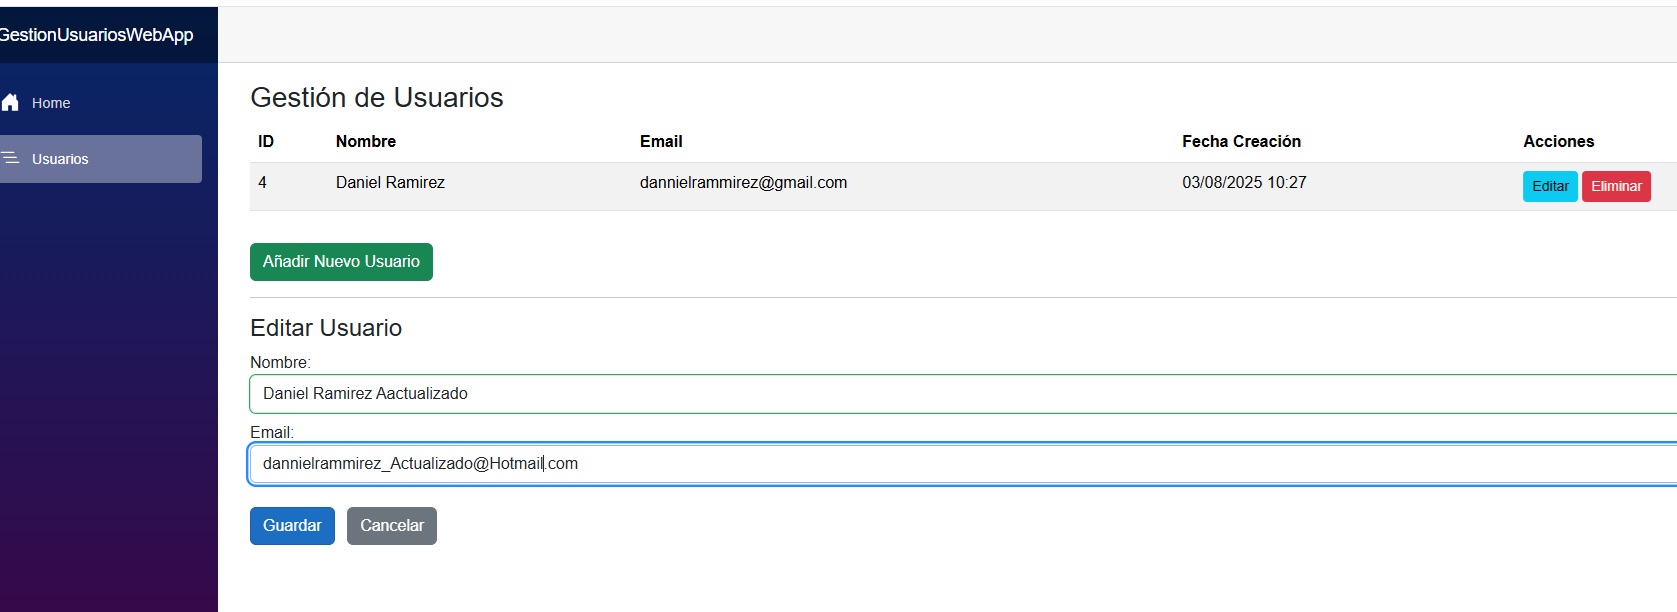 GestionUsuariosWebApp
Home
Usuarios
Gestión de Usuarios
ID Nombre Email Fecha Creación Acciones
4 Daniel Ramirez dannielrammirez@gmail.com 03/08/2025 10:27 Editar Eliminar
Añadir Nuevo Usuario
Editar Usuario
Nombre:
Daniel Ramirez Aactualizado
Email:
dannielrammirez_Actualizado@Hotmail.com
Guardar Cancelar